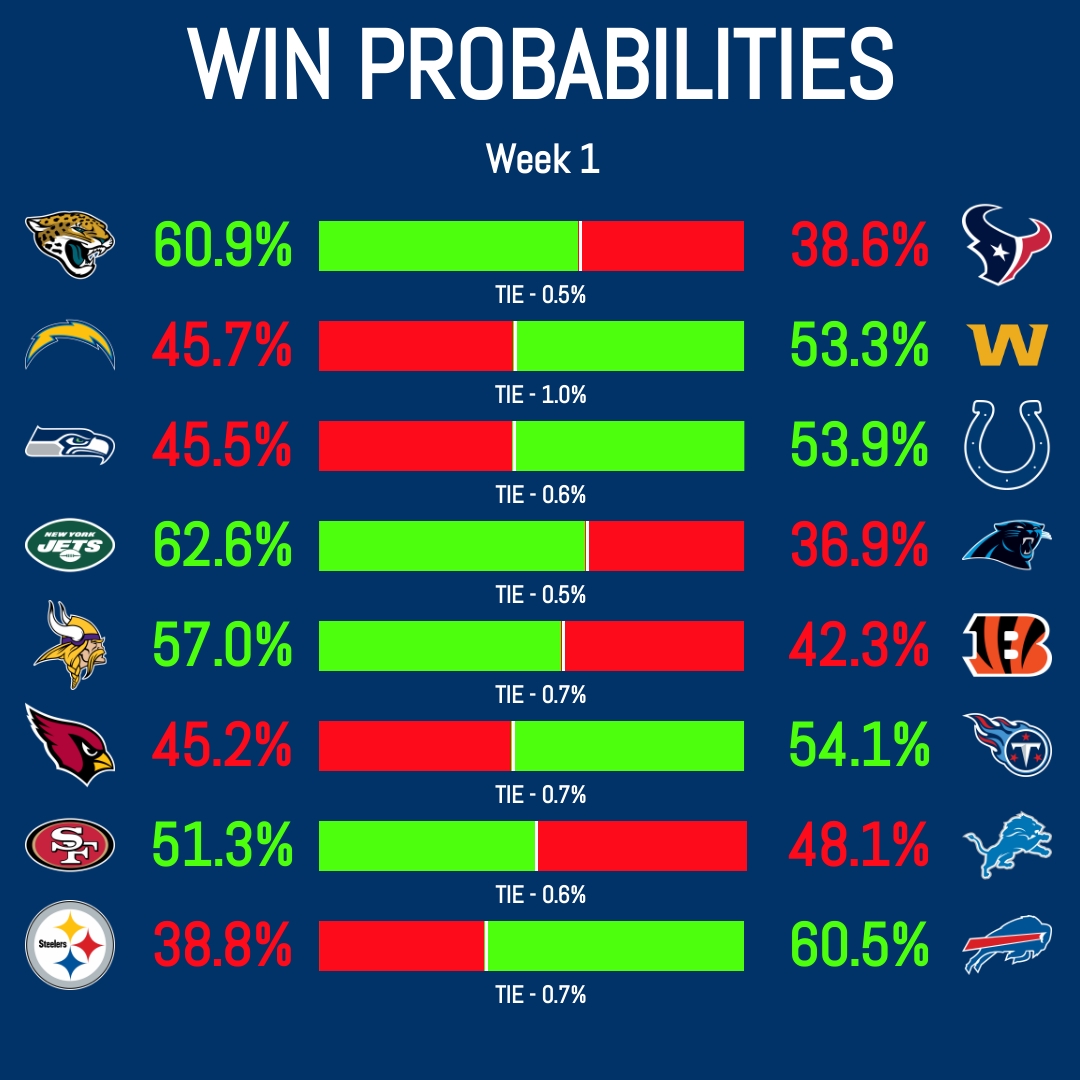 WIN PROBABILITIES
Week 1
60.9% 38.6%
TIE - 0.5%
45.7% 53.3% W
TIE - 1.0%
45.5% 53.9%
TIE - 0.6%
NEW YORK
JETS 62.6% 36.9%
TIE - 0.5%
57.0% 42.3% B
TIE - 0.7%
45.2% 54.1% T
TIE - 0.7%
SF 51.3% 48.1%
TIE - 0.6%
Steelers 38.8% 60.5%
TIE - 0.7%